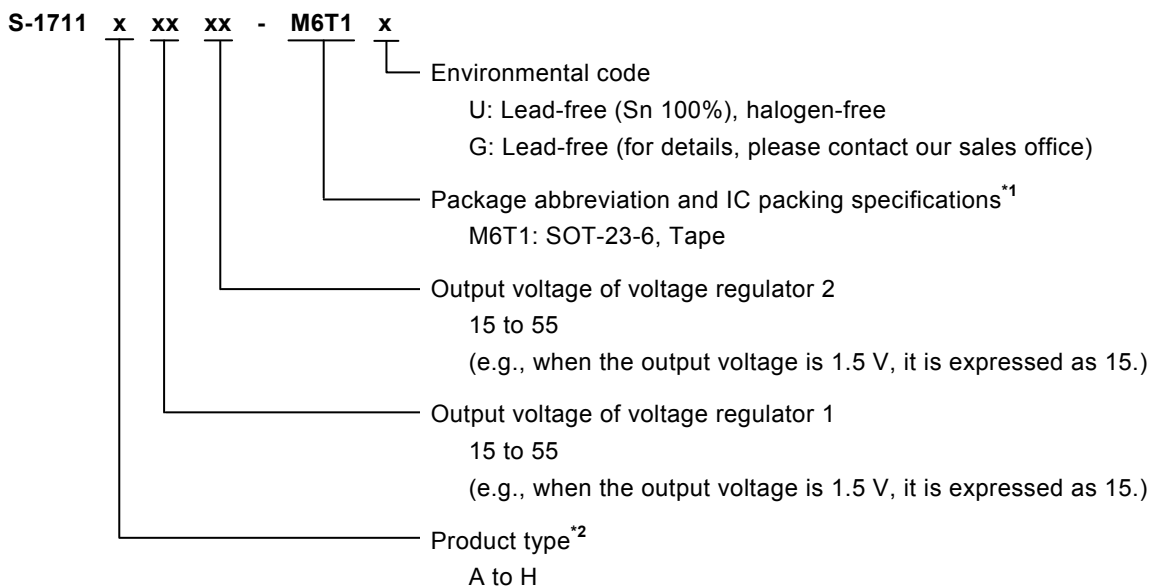 S-1711 x xx xx - M6T1 x
Environmental code
U: Lead-free (Sn 100%), halogen-free
G: Lead-free (for details, please contact our sales office)
Package abbreviation and IC packing specifications*1
M6T1: SOT-23-6, Tape
Output voltage of voltage regulator 2
15 to 55
(e.g., when the output voltage is 1.5 V, it is expressed as 15.)
Output voltage of voltage regulator 1
15 to 55
(e.g., when the output voltage is 1.5 V, it is expressed as 15.)
Product type*2
A to H